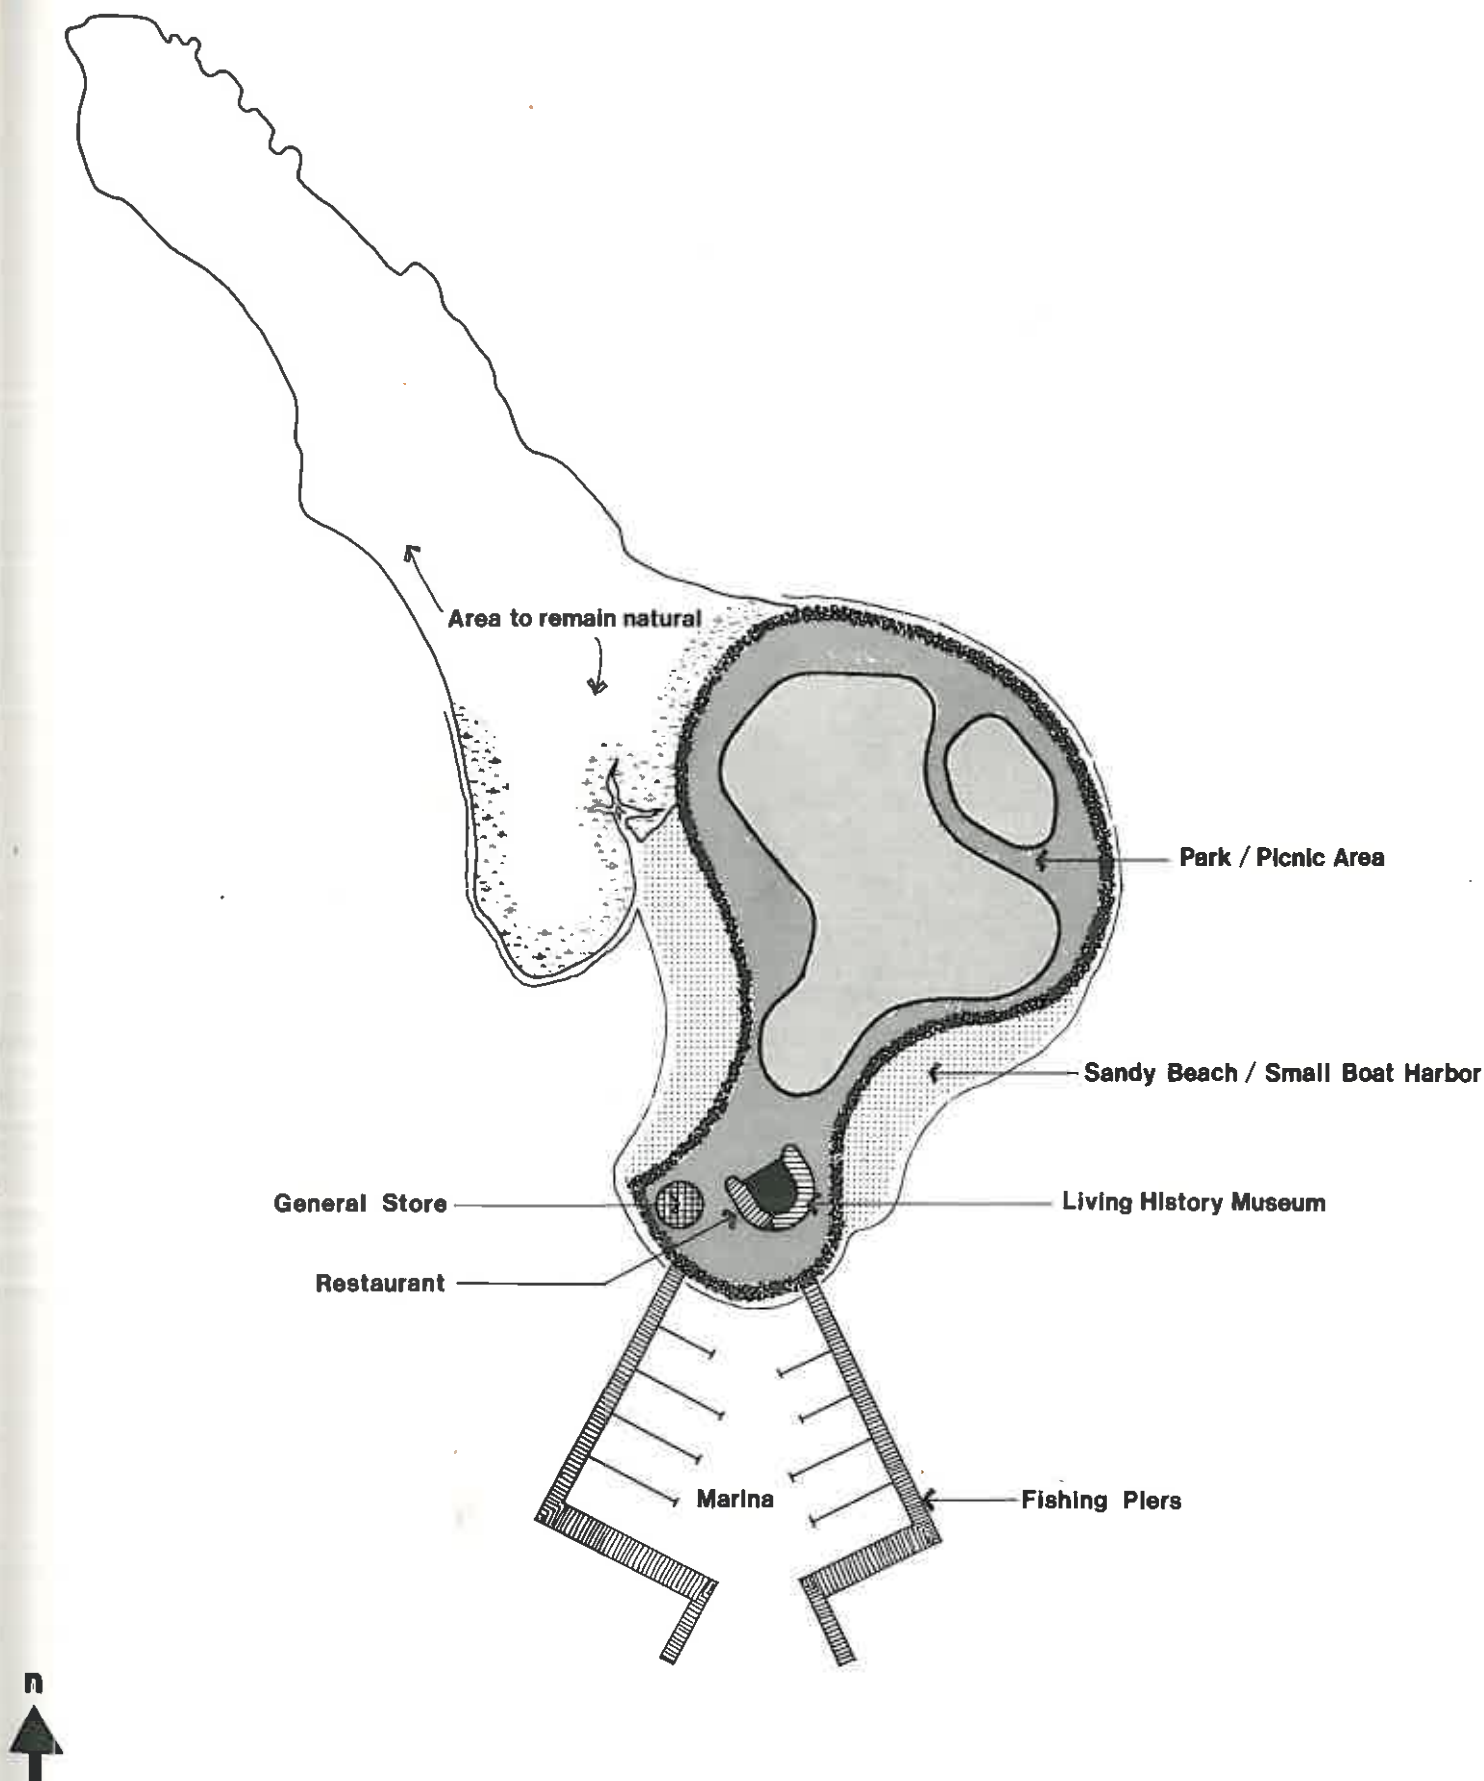 Area to remain natural
Park / Picnic Area
Sandy Beach / Small Boat Harbor
General Store
Living History Museum
Restaurant
Marina
Fishing Piers
n